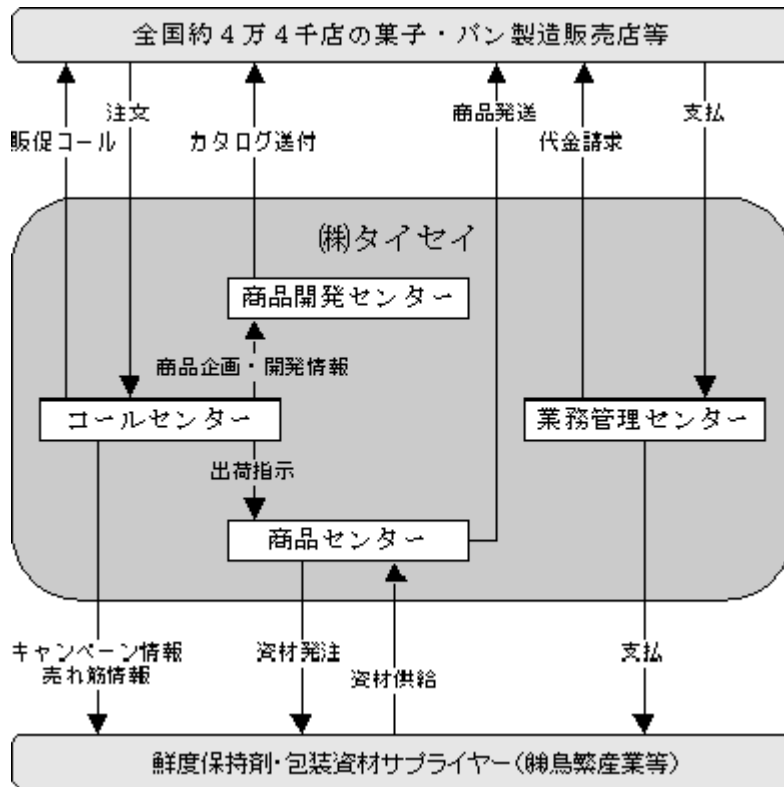 全国約４万４千店の菓子・パン製造販売店等
注文
商品発送
支払
販促コール
カタログ送付
代金請求
㈱タイセイ
商品開発センター
商品企画・開発情報
コールセンター
業務管理センター
出荷指示
商品センター
キャンペーン情報
売れ筋情報
資材発注
支払
資材供給
鮮度保持剤・包装資材サプライヤー(㈱鳥繁産業等)